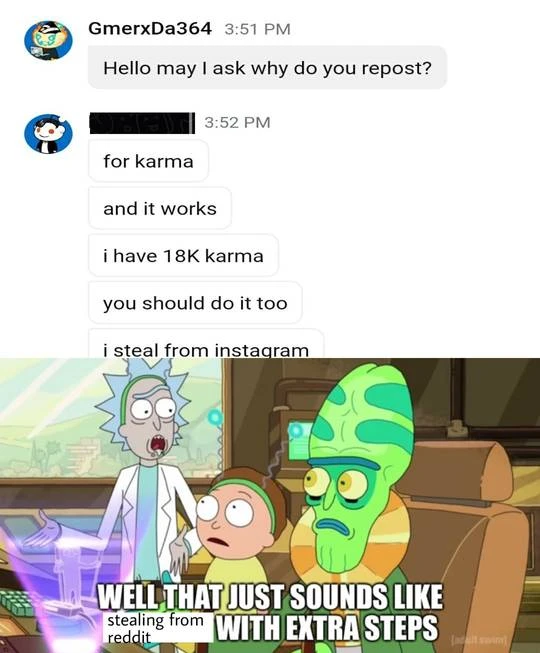 GmerxDa364 3:51 PM
Hello may I ask why do you repost?
3:52 PM
for karma
and it works
i have 18K karma
you should do it too
i steal from instagram
WELL THAT JUST SOUNDS LIKE
stealing from
reddit
WITH EXTRA STEPS
[adult swim]